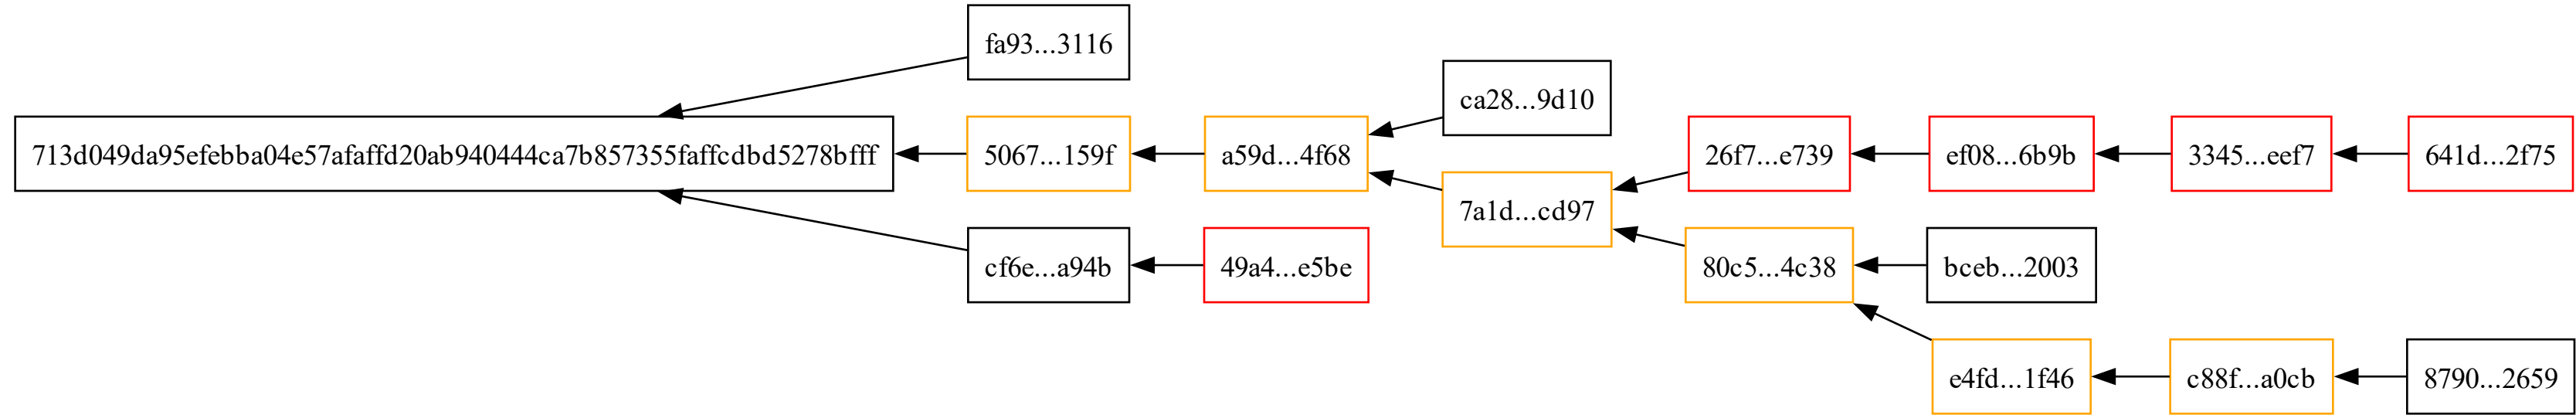 fa93...3116
ca28...9d10
713d049da95efebba04e57afaffd20ab940444ca7b857355faffcdbd5278bfff
5067...159f
a59d...4f68
26f7...e739
ef08...6b9b
3345...eef7
641d...2f75
7a1d...cd97
cf6e...a94b
49a4...e5be
80c5...4c38
bceb...2003
e4fd...1f46
c88f...a0cb
8790...2659